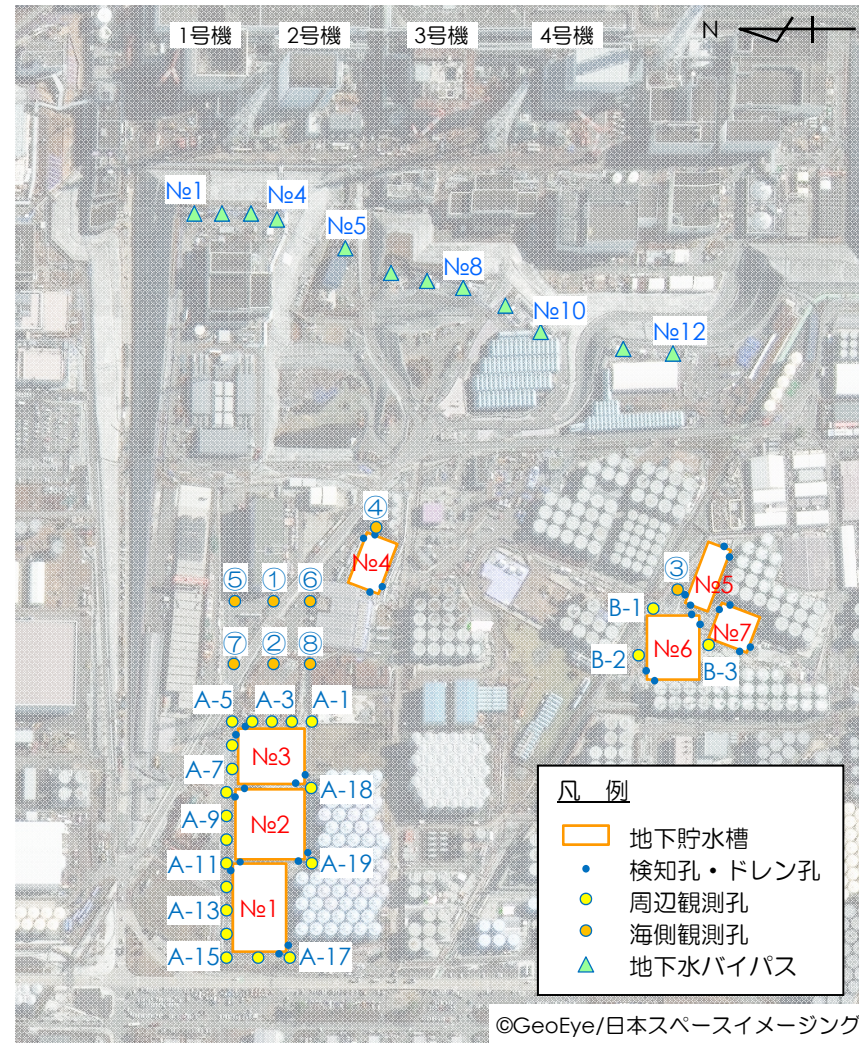 1号機 2号機 3号機 4号機 N
№1 №4
№5
№8
№10
№12
④
№4
⑤ ① ⑥
③ №5
B-1
№7
⑦ ② ⑧
B-2 №6 B-3
A-5 A-3 A-1
№3
A-7
A-18
A-9 №2
A-11 A-19
A-13 №1
A-15 A-17
凡 例
地下貯水槽
検知孔・ドレン孔
周辺観測孔
海側観測孔
地下水バイパス
©GeoEye/日本スペースイメージング